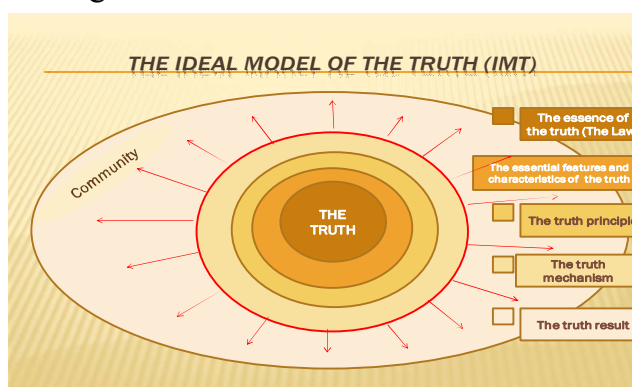 THE IDEAL MODEL OF THE TRUTH (IMT)
Community
THE
TRUTH
The essence of
the truth (The Law
The essential features and
characteristics of the truth
The truth principl
The truth
mechanism
The truth result